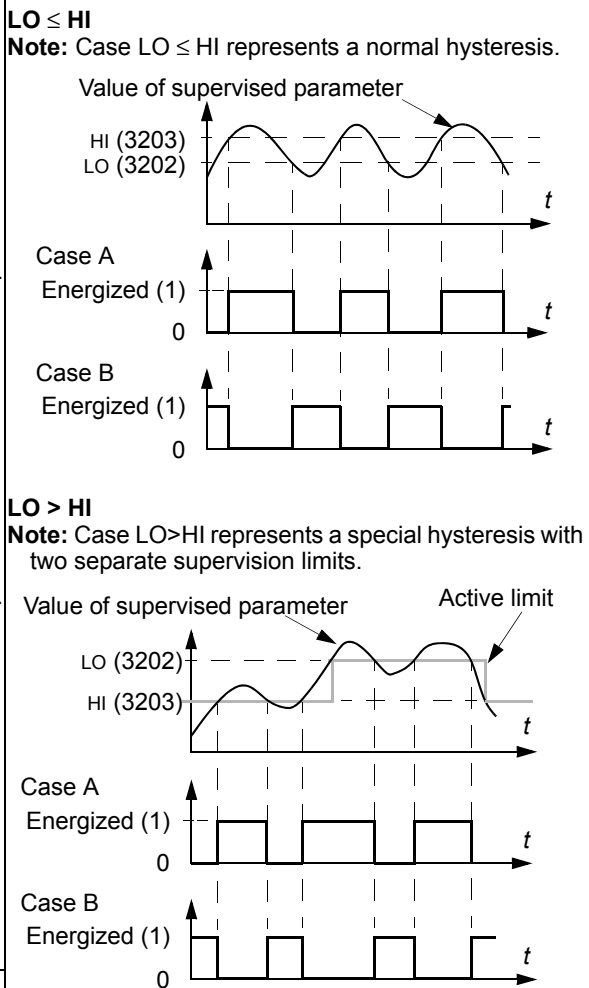 LO ≤ HI
Note: Case LO ≤ HI represents a normal hysteresis.
Value of supervised parameter
HI (3203)
LO (3202)
t
Case A
Energized (1)
t
0
Case B
Energized (1)
t
0
LO > HI
Note: Case LO>HI represents a special hysteresis with
two separate supervision limits.
Value of supervised parameter
Active limit
LO (3202)
HI (3203)
t
Case A
Energized (1)
t
0
Case B
Energized (1)
t
0